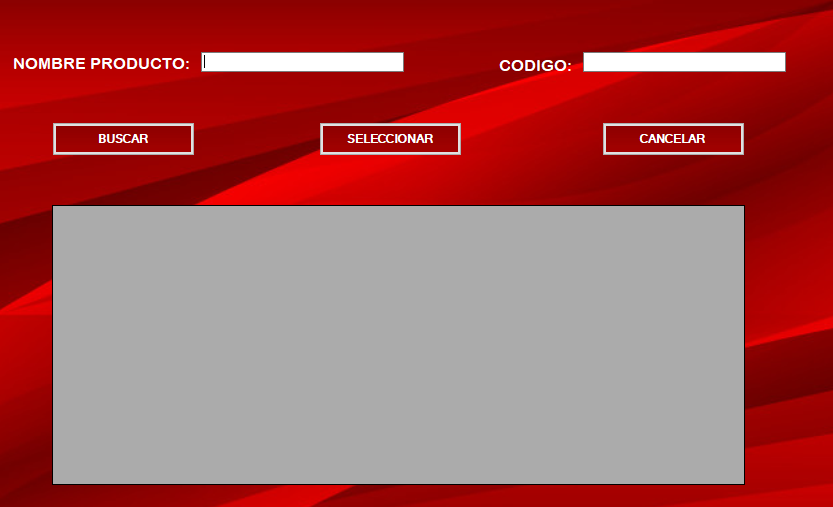 NOMBRE PRODUCTO: CODIGO:
BUSCAR SELECCIONAR CANCELAR